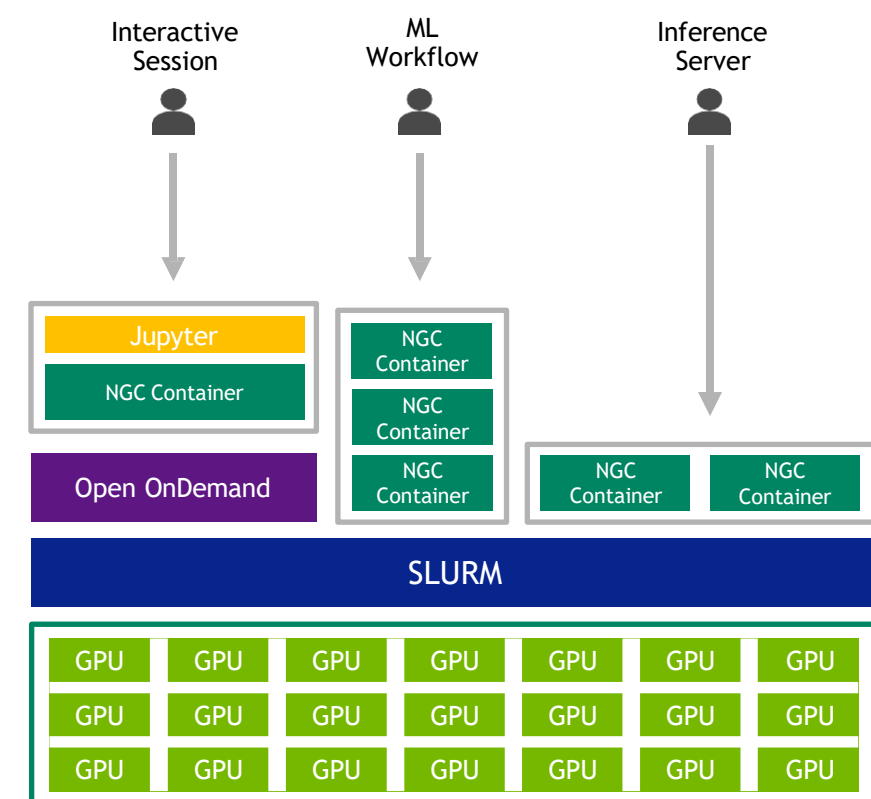 Interactive
Session
ML
Workflow
Inference
Server
Jupyter
NGC Container
NGC
Container
NGC
Container
NGC
Container
Open OnDemand
NGC
Container
NGC
Container
SLURM
GPU GPU GPU GPU GPU GPU GPU
GPU GPU GPU GPU GPU GPU GPU
GPU GPU GPU GPU GPU GPU GPU